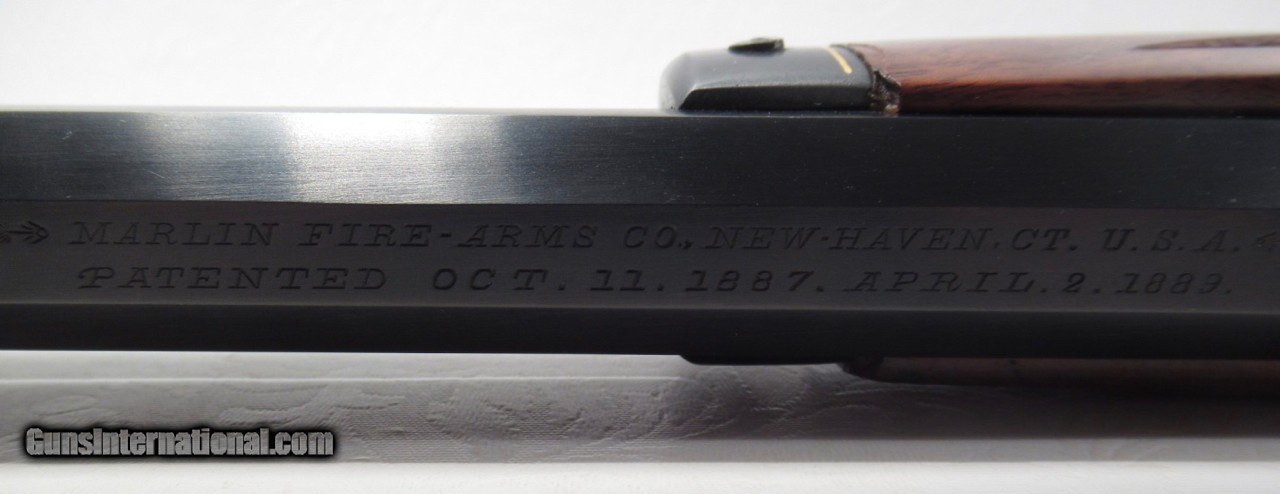 MARLIN FIRE-ARMS CO., NEW-HAVEN. CT. U.S.A.
PATENTED OCT. 11. 1887. APRIL. 2. 1889.
GunsInternational.com